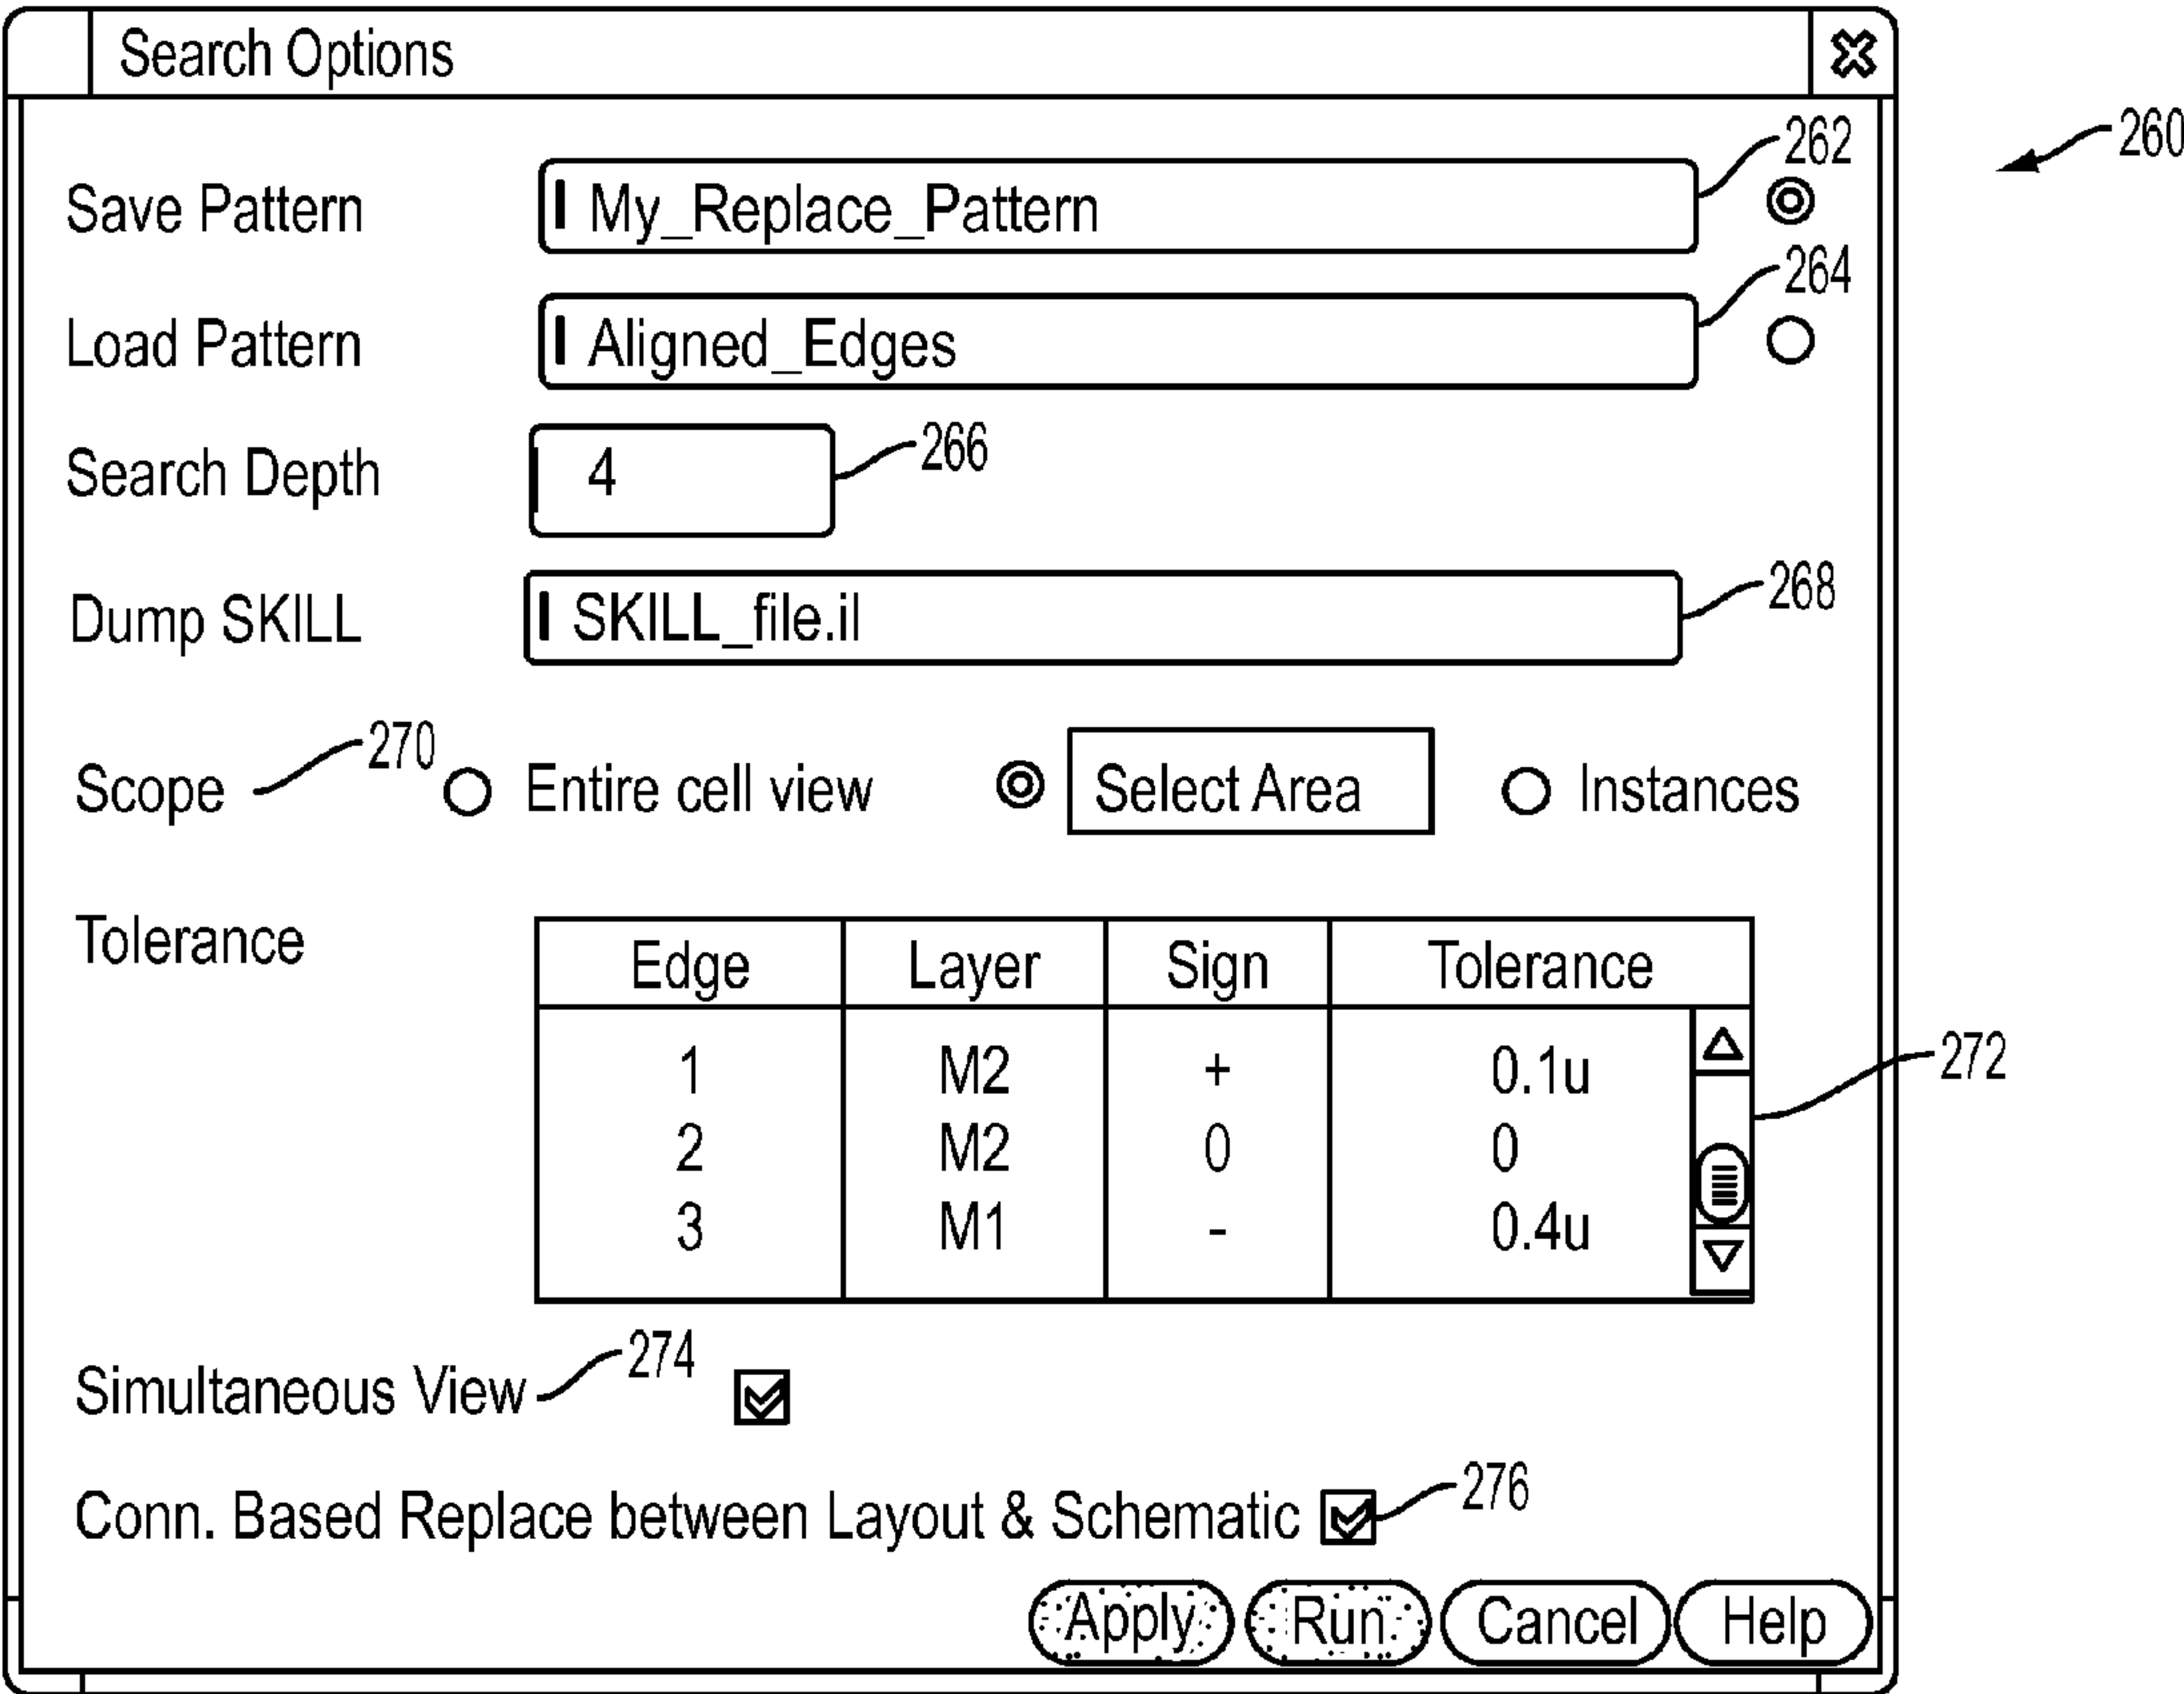 Search Options
260
262
Save Pattern My_Replace_Pattern
264
Load Pattern Aligned_Edges
Search Depth 4 266
Dump SKILL SKILL_file.il 268
Scope 270 Entire cell view Select Area Instances
Tolerance
Edge Layer Sign Tolerance
1 M2 + 0.1u
272
2 M2 0 0
3 M1 - 0.4u
Simultaneous View 274
Conn. Based Replace between Layout & Schematic 276
Apply Run Cancel Help